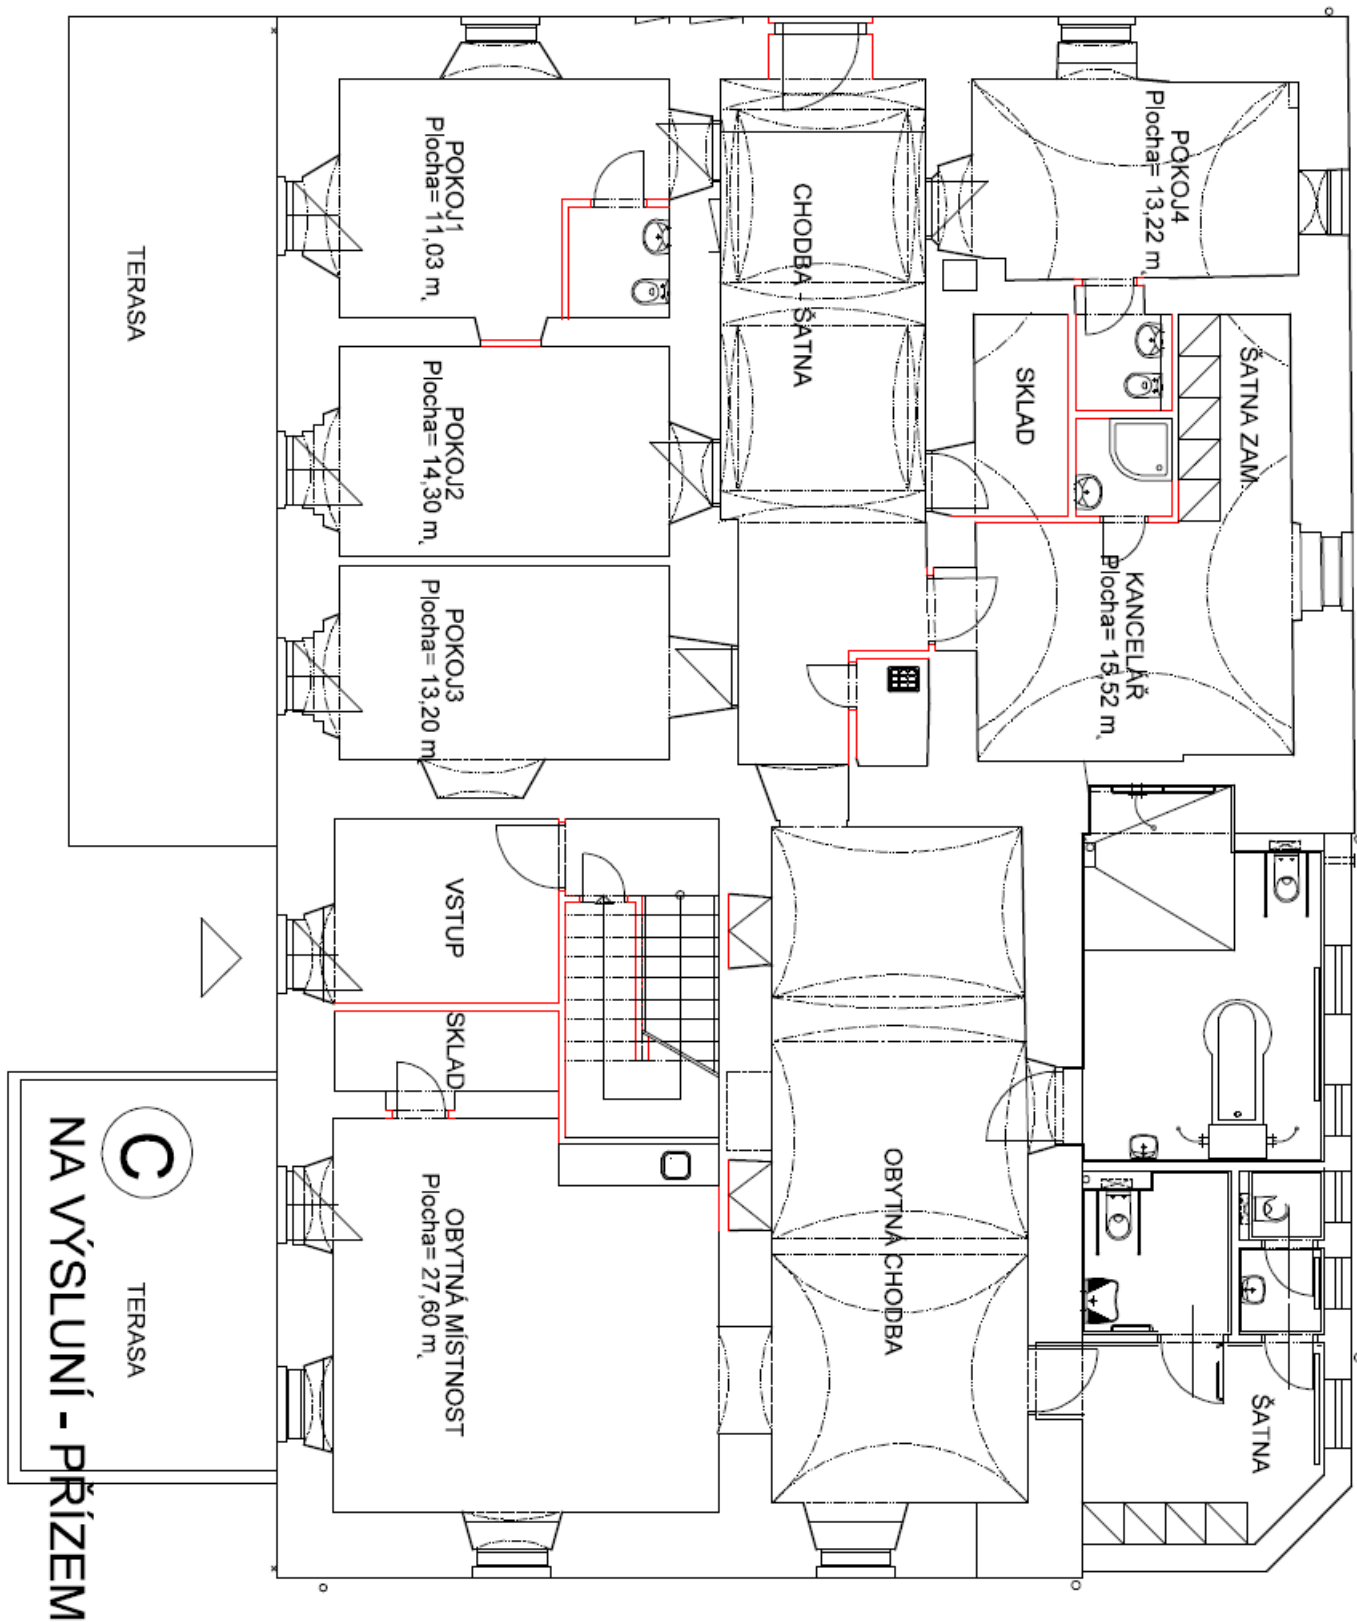 POKOJ4
Plocha= 13,22 m
ŠATNA ZAM
KANCELÁŘ
Plocha= 15,52 m
SKLAD
ŠATNA
CHODBA - ŠATNA
OBYTNÁ CHODBA
POKOJ1
Plocha= 11,03 m
POKOJ2
Plocha= 14,30 m
POKOJ3
Plocha= 13,20 m
VSTUP
SKLAD
OBYTNÁ MÍSTNOST
Plocha= 27,60 m
TERASA
TERASA
C
NA VÝSLUNÍ - PŘÍZEM